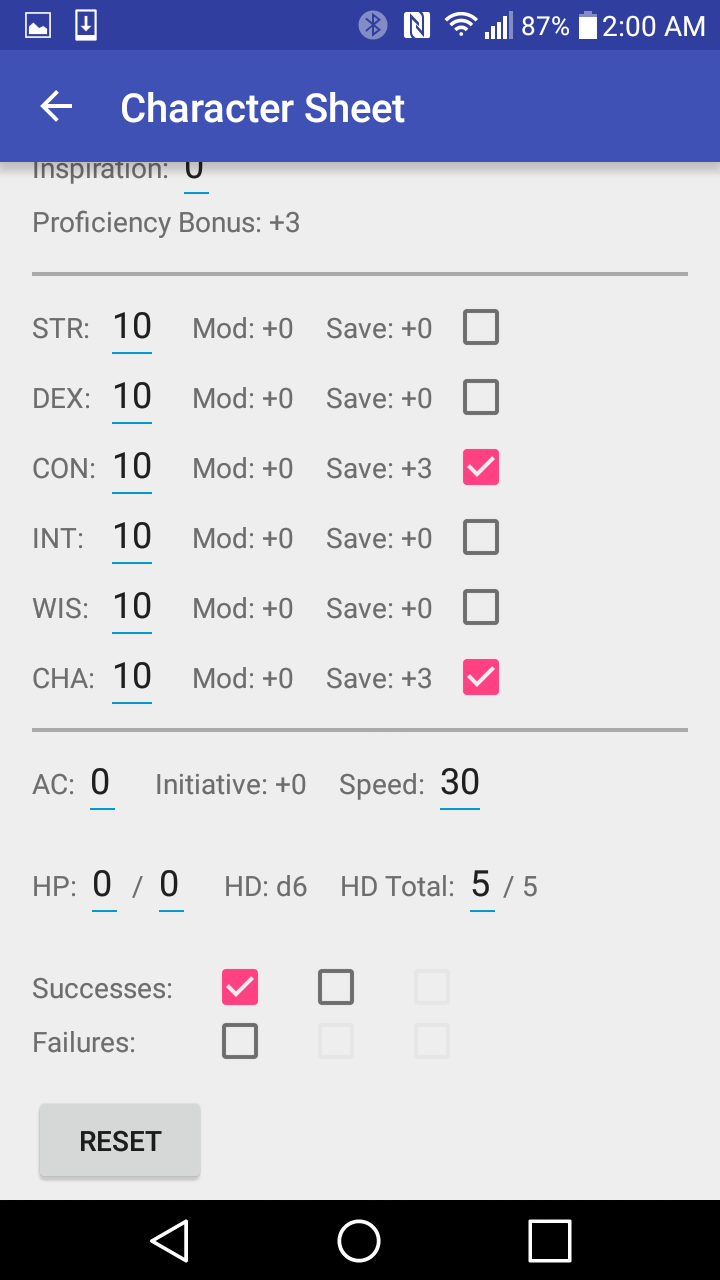 87% 2:00 AM
Character Sheet
Inspiration: 0
Proficiency Bonus: +3
STR: 10 Mod: +0 Save: +0
DEX: 10 Mod: +0 Save: +0
CON: 10 Mod: +0 Save: +3
INT: 10 Mod: +0 Save: +0
WIS: 10 Mod: +0 Save: +0
CHA: 10 Mod: +0 Save: +3
AC: 0 Initiative: +0 Speed: 30
HP: 0 / 0 HD: d6 HD Total: 5 / 5
Successes:
Failures:
RESET